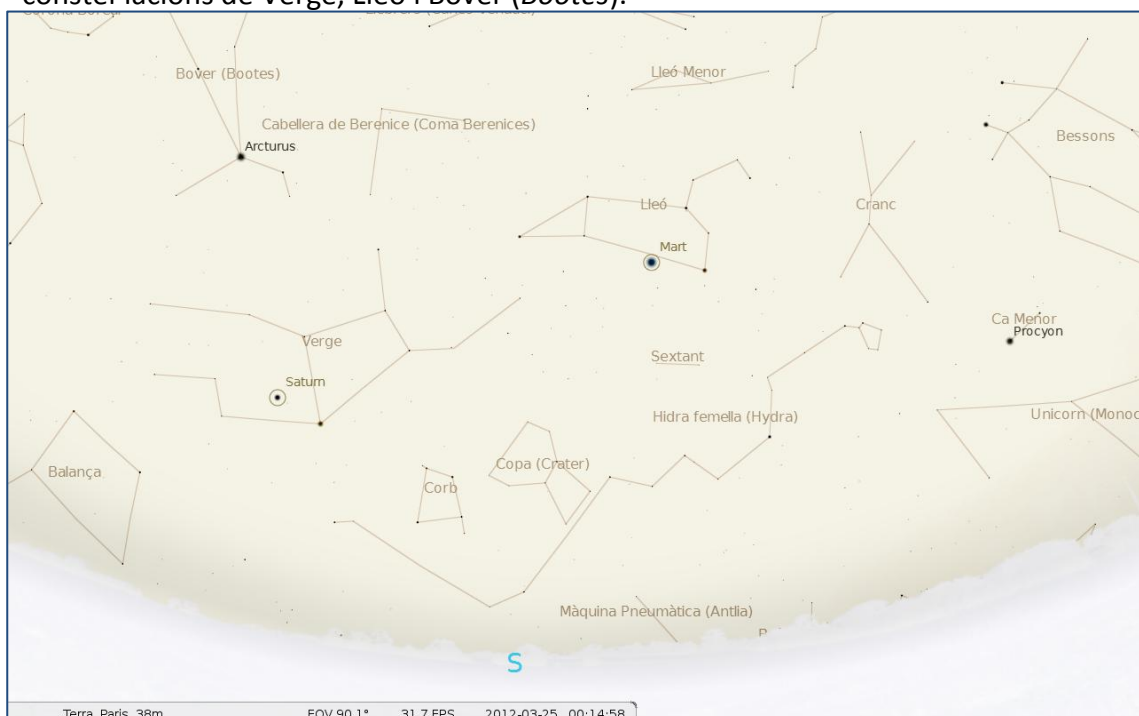 constel·lacions de Verge, Lleó i Bover (Bootes).
Bover (Bootes)
Lleó Menor
Cabellera de Berenice (Coma Berenices)
Arcturus
Bessons
Lleó
Cranc
Mart
Ca Menor
Procyon
Verge
Sextant
Saturn
Hidra femella (Hydra)
Unicorn (Monoc
Balança
Corb
Copa (Crater)
Màquina Pneumàtica (Antlia)
S
Terra, Paris, 38m
FOV 90.1°
31.7 FPS
2012-03-25 00:14:58